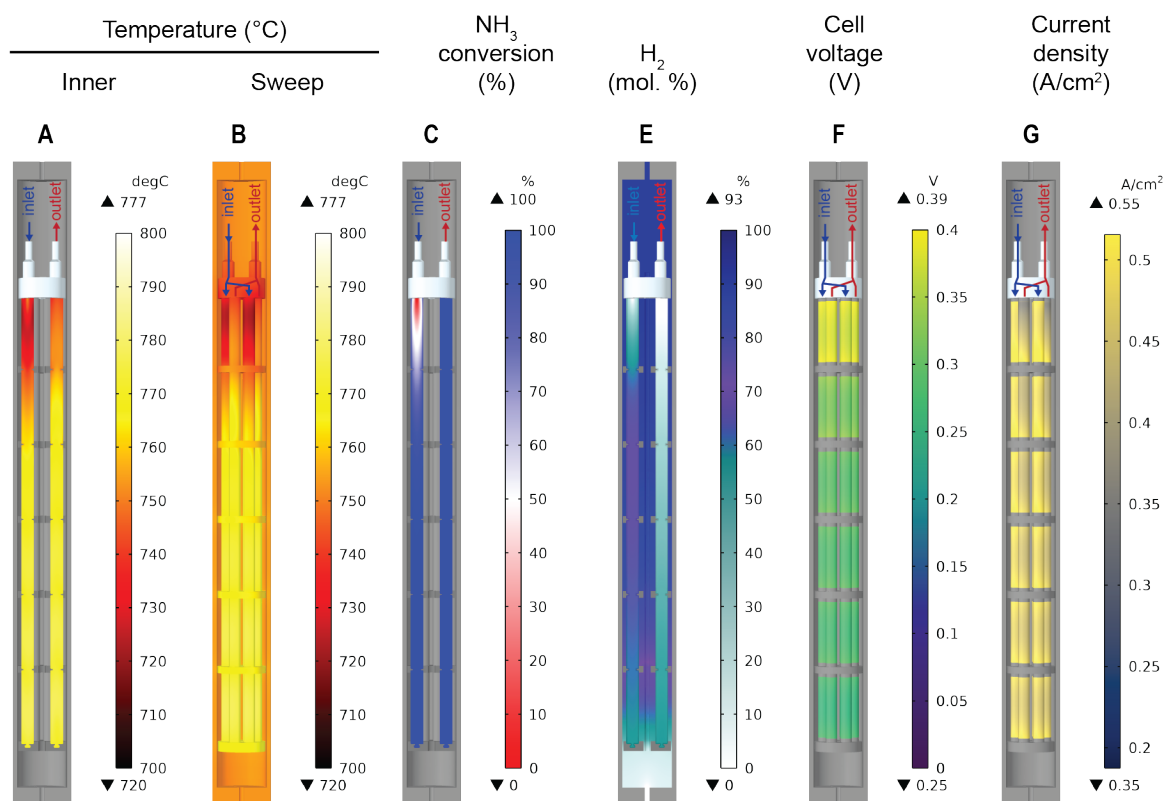 Temperature (°C)
Inner
Sweep
NH₃
conversion
(%)
H₂
(mol. %)
Cell
voltage
(V)
Current
density
(A/cm²)
A
B
C
E
F
G
degC
▲ 777
inlet
outlet
800
790
780
770
760
750
740
730
720
710
700
▼ 720
degC
▲ 777
inlet
outlet
800
790
780
770
760
750
740
730
720
710
700
▼ 720
%
▲ 100
inlet
outlet
100
90
80
70
60
50
40
30
20
10
0
▼ 0
%
▲ 93
inlet
outlet
100
90
80
70
60
50
40
30
20
10
0
▼ 0
V
▲ 0.39
inlet
outlet
0.4
0.35
0.3
0.25
0.2
0.15
0.1
0.05
0
▼ 0.25
A/cm²
▲ 0.55
inlet
outlet
0.5
0.45
0.4
0.35
0.3
0.25
0.2
▼ 0.35